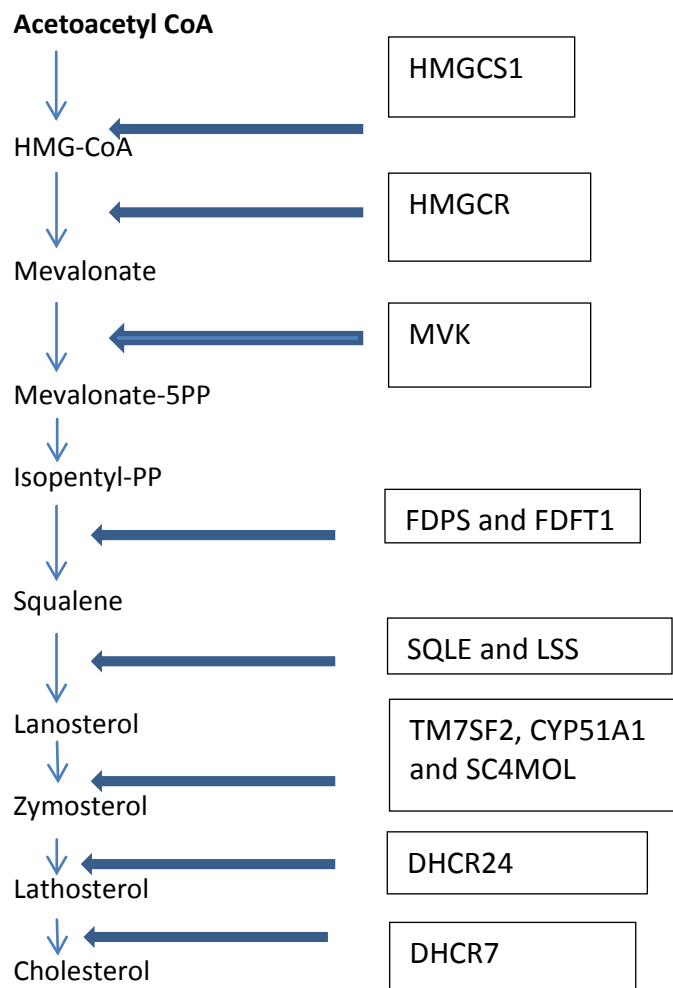 Acetoacetyl CoA
HMGCS1
HMG-CoA
HMGCR
Mevalonate
MVK
Mevalonate-5PP
Isopentyl-PP
FDPS and FDFT1
Squalene
SQLE and LSS
Lanosterol
TM7SF2, CYP51A1
and SC4MOL
Zymosterol
DHCR24
Lathosterol
DHCR7
Cholesterol